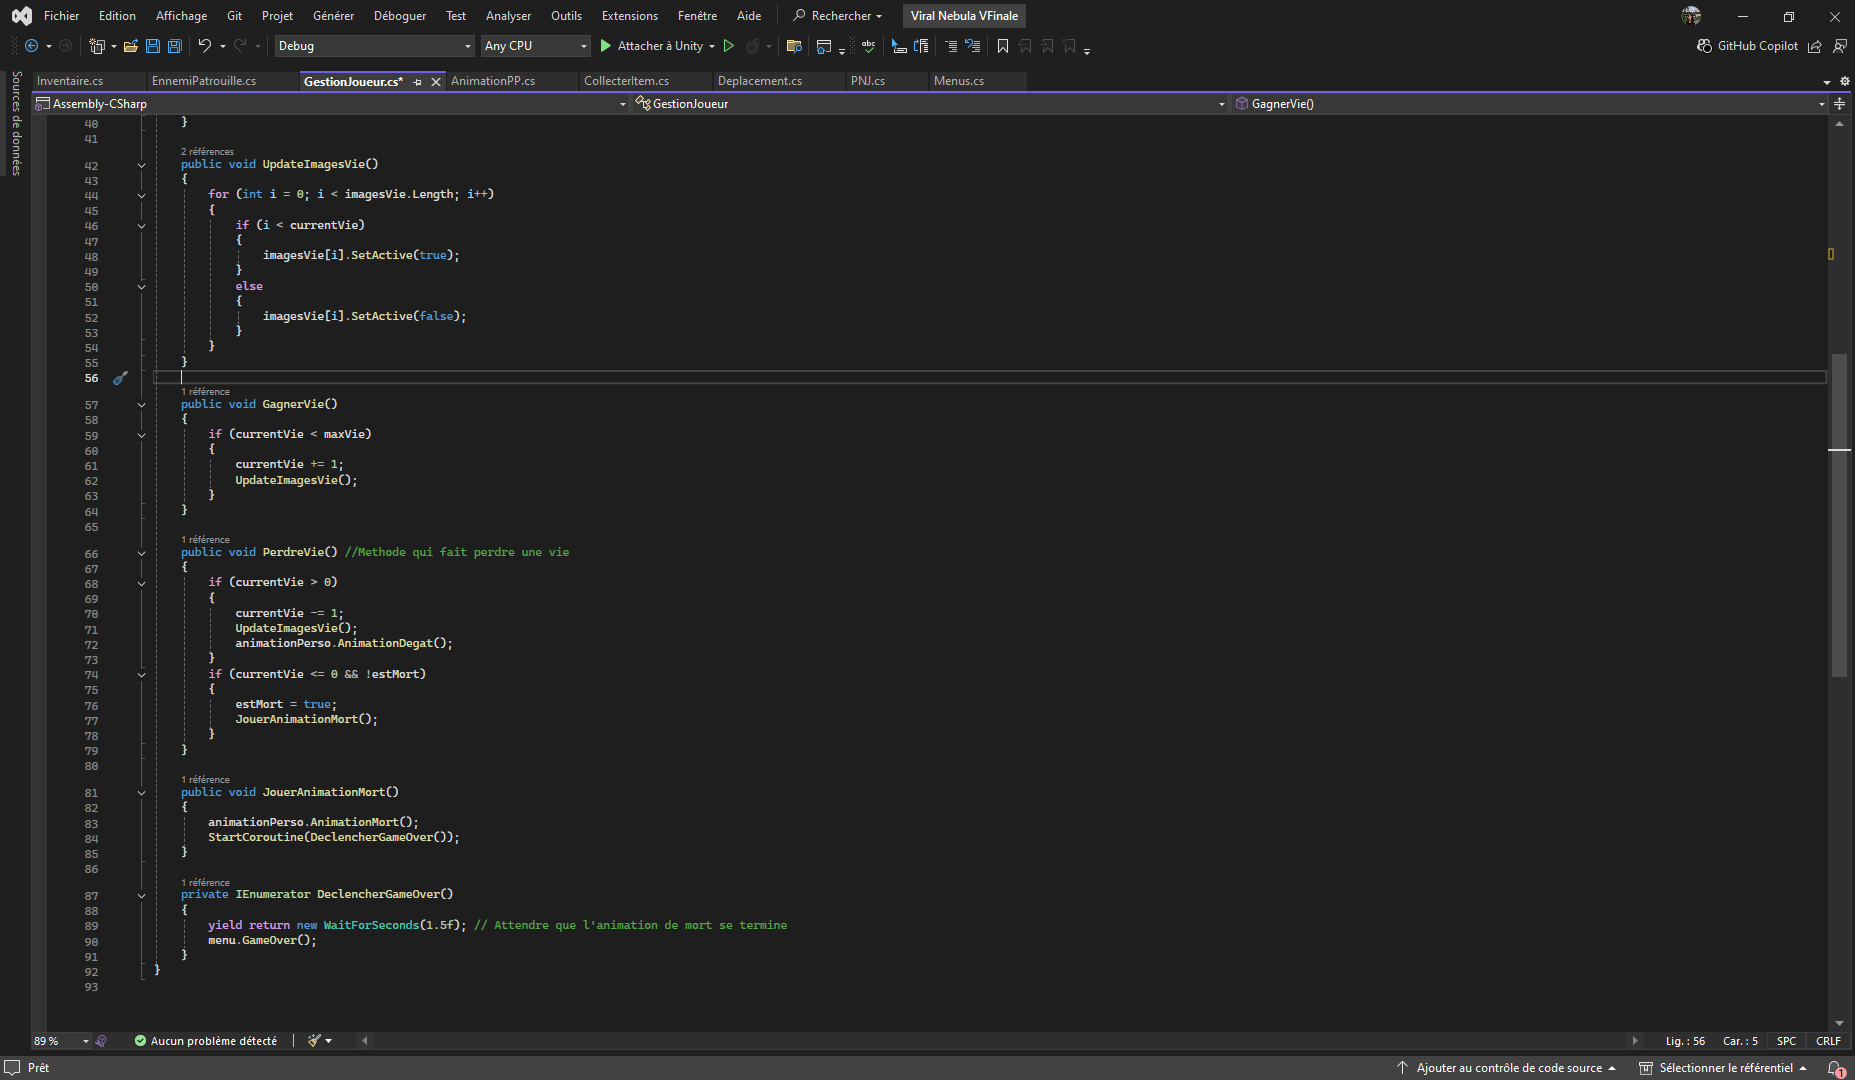 Fichier Edition Affichage Git Projet Générer Déboguer Test Analyser Outils Extensions Fenêtre Aide Rechercher Viral Nebula VFinale
Debug Any CPU Attacher à Unity abc GitHub Copilot
Sources de données
Inventaire.cs EnnemiPatrouille.cs GestionJoueur.cs* AnimationPP.cs CollecterItem.cs Deplacement.cs PNJ.cs Menus.cs
Assembly-CSharp GestionJoueur GagnerVie()
40 }
41
2 références
42 public void UpdateImagesVie()
43 {
44 for (int i = 0; i < imagesVie.Length; i++)
45 {
46 if (i < currentVie)
47 {
48 imagesVie[i].SetActive(true);
49 }
50 else
51 {
52 imagesVie[i].SetActive(false);
53 }
54 }
55 }
56
1 référence
57 public void GagnerVie()
58 {
59 if (currentVie < maxVie)
60 {
61 currentVie += 1;
62 UpdateImagesVie();
63 }
64 }
65
1 référence
66 public void PerdreVie() //Methode qui fait perdre une vie
67 {
68 if (currentVie > 0)
69 {
70 currentVie -= 1;
71 UpdateImagesVie();
72 animationPerso.AnimationDegat();
73 }
74 if (currentVie <= 0 && !estMort)
75 {
76 estMort = true;
77 JouerAnimationMort();
78 }
79 }
80
1 référence
81 public void JouerAnimationMort()
82 {
83 animationPerso.AnimationMort();
84 StartCoroutine(DeclencherGameOver());
85 }
86
1 référence
87 private IEnumerator DeclencherGameOver()
88 {
89 yield return new WaitForSeconds(1.5f); // Attendre que l'animation de mort se termine
90 menu.GameOver();
91 }
92 }
93
89 % Aucun problème détecté Lig. : 56 Car. : 5 SPC CRLF
Prêt Ajouter au contrôle de code source Sélectionner le référentiel 1